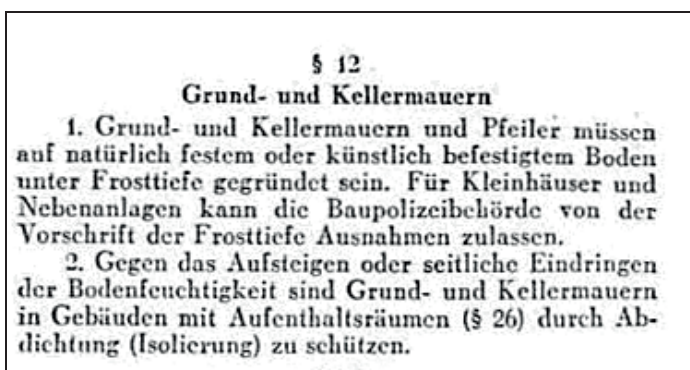 § 12
Grund- und Kellermauern
1. Grund- und Kellermauern und Pfeiler müssen
auf natürlich festem oder künstlich befestigtem Boden
unter Frosttiefe gegründet sein. Für Kleinhäuser und
Nebenanlagen kann die Baupolizeibehörde von der
Vorschrift der Frosttiefe Ausnahmen zulassen.
2. Gegen das Aufsteigen oder seitliche Eindringen
der Bodenfeuchtigkeit sind Grund- und Kellermauern
in Gebäuden mit Aufenthaltsräumen (§ 26) durch Ab-
dichtung (Isolierung) zu schützen.